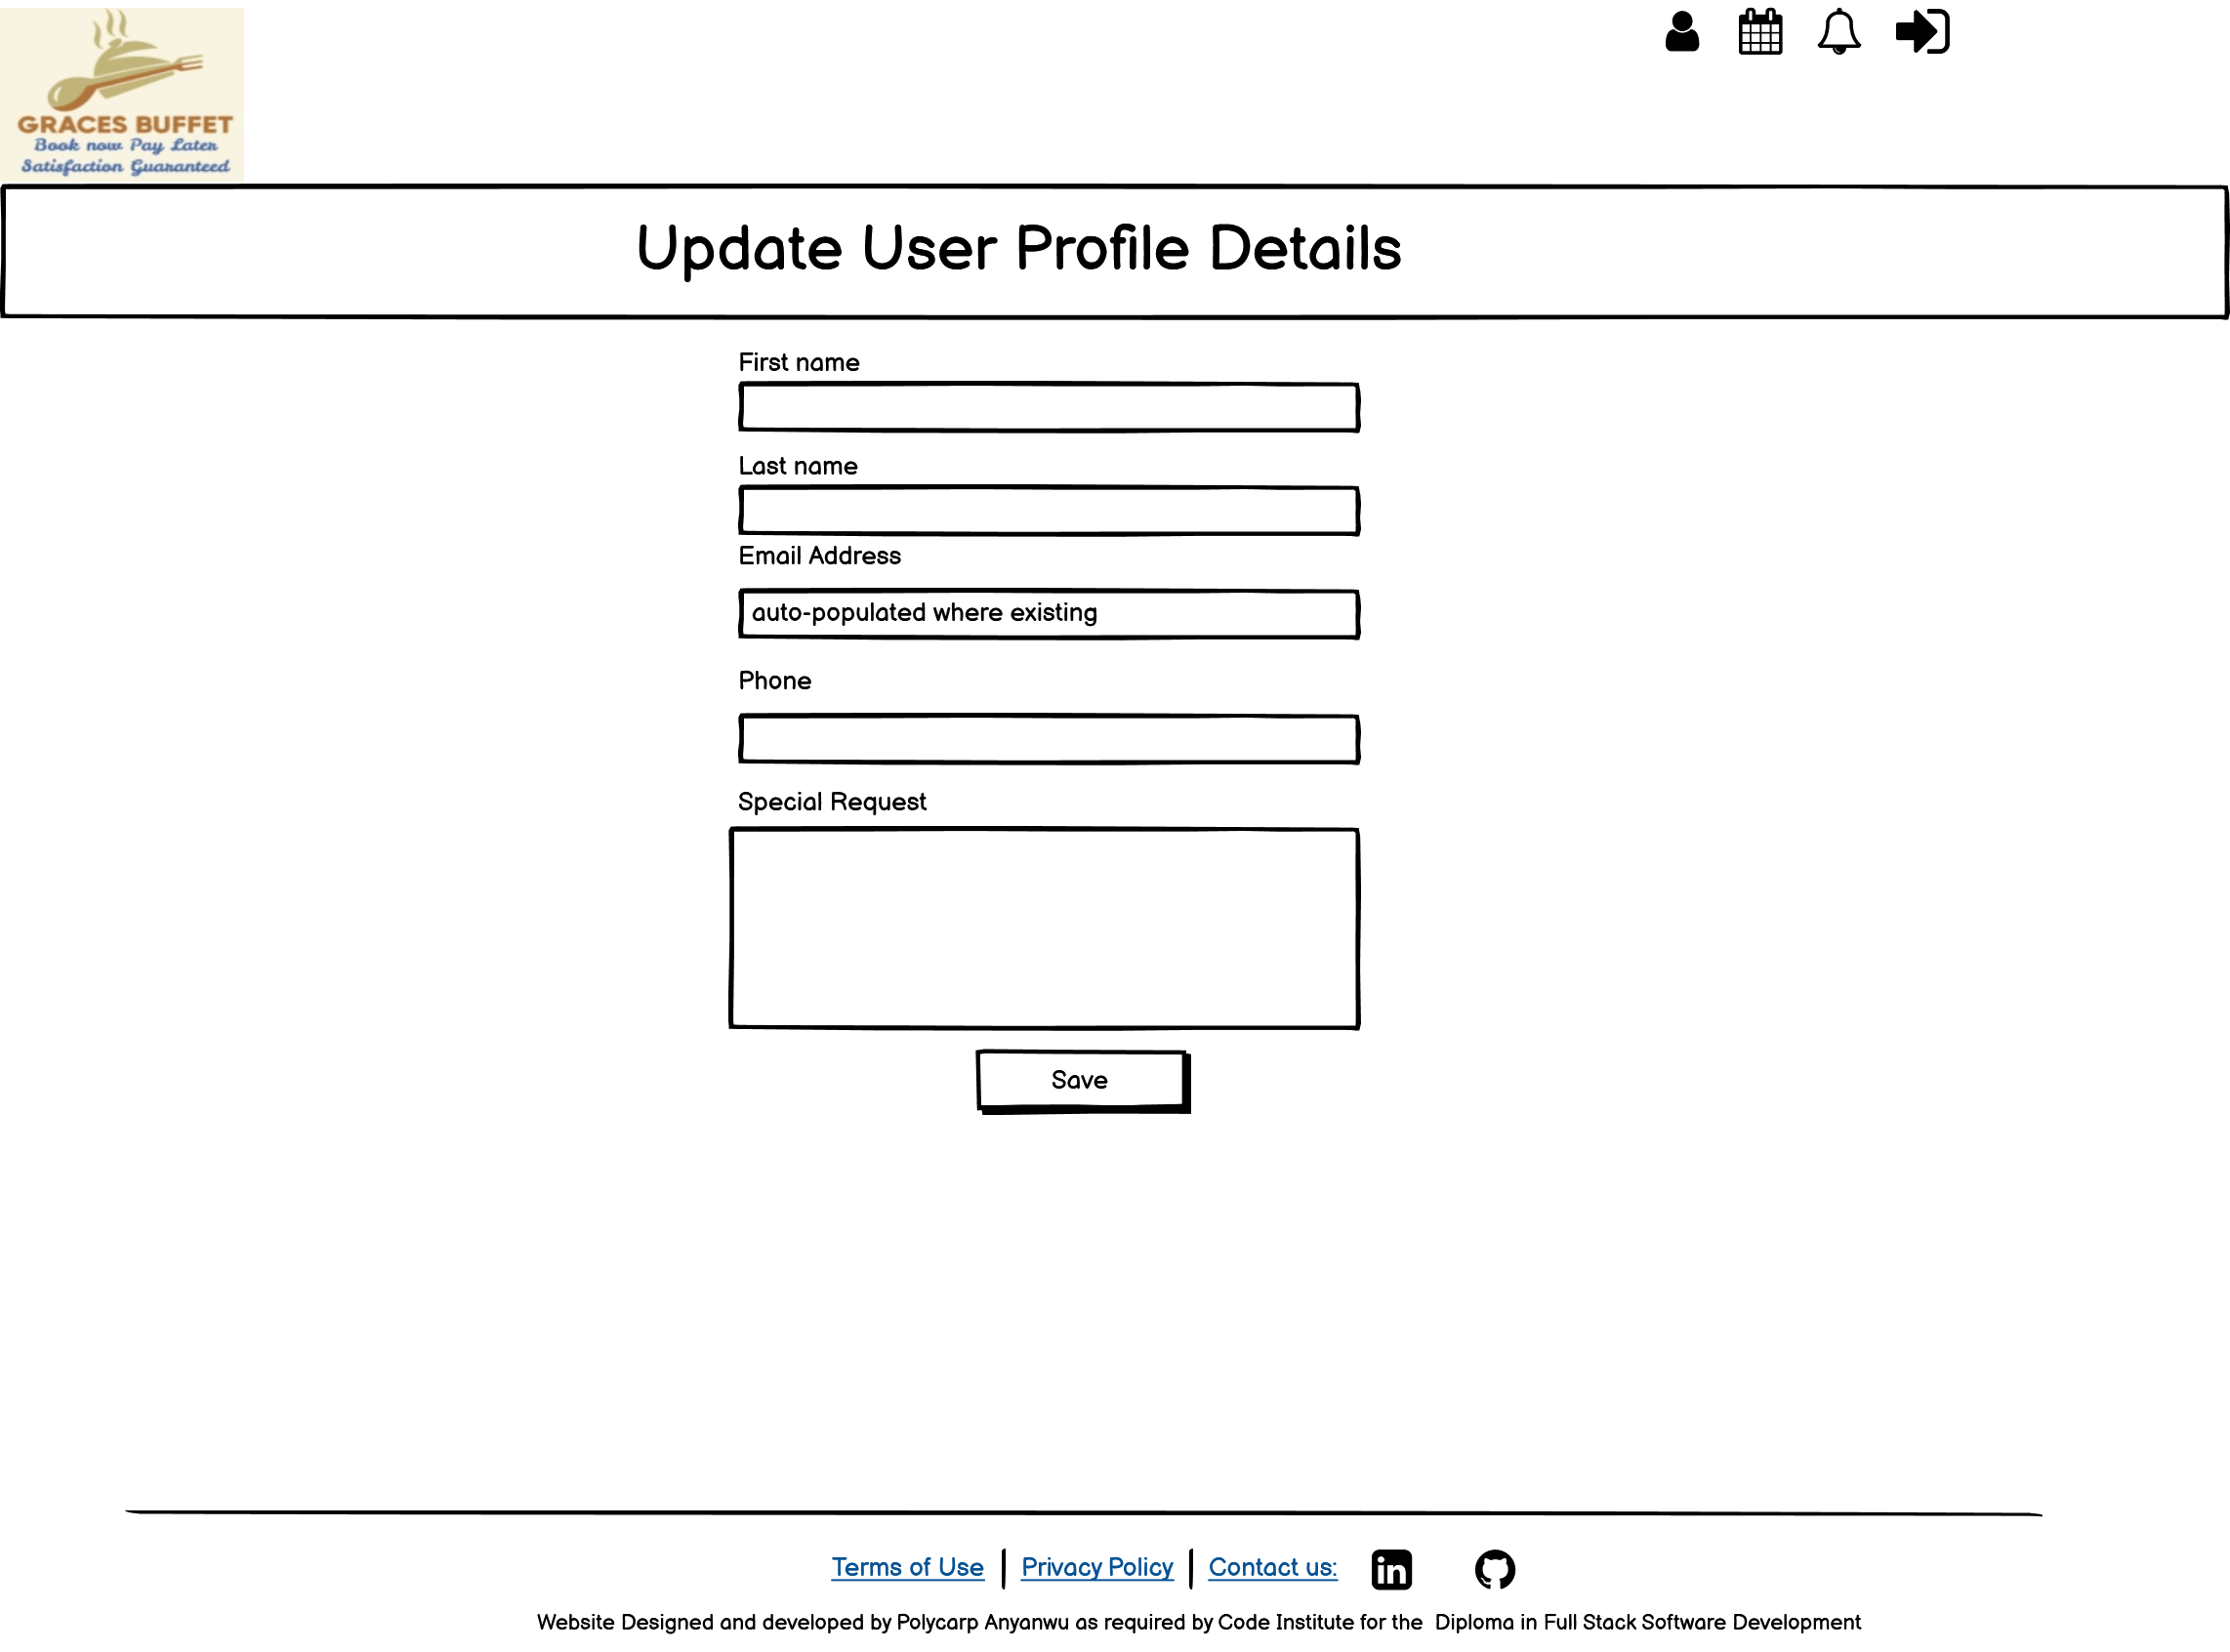 GRACES BUFFET
Book now Pay Later
Satisfaction Guaranteed
Update User Profile Details
First name
Last name
Email Address
auto-populated where existing
Phone
Special Request
Save
Terms of Use | Privacy Policy | Contact us: in
Website Designed and developed by Polycarp Anyanwu as required by Code Institute for the Diploma in Full Stack Software Development